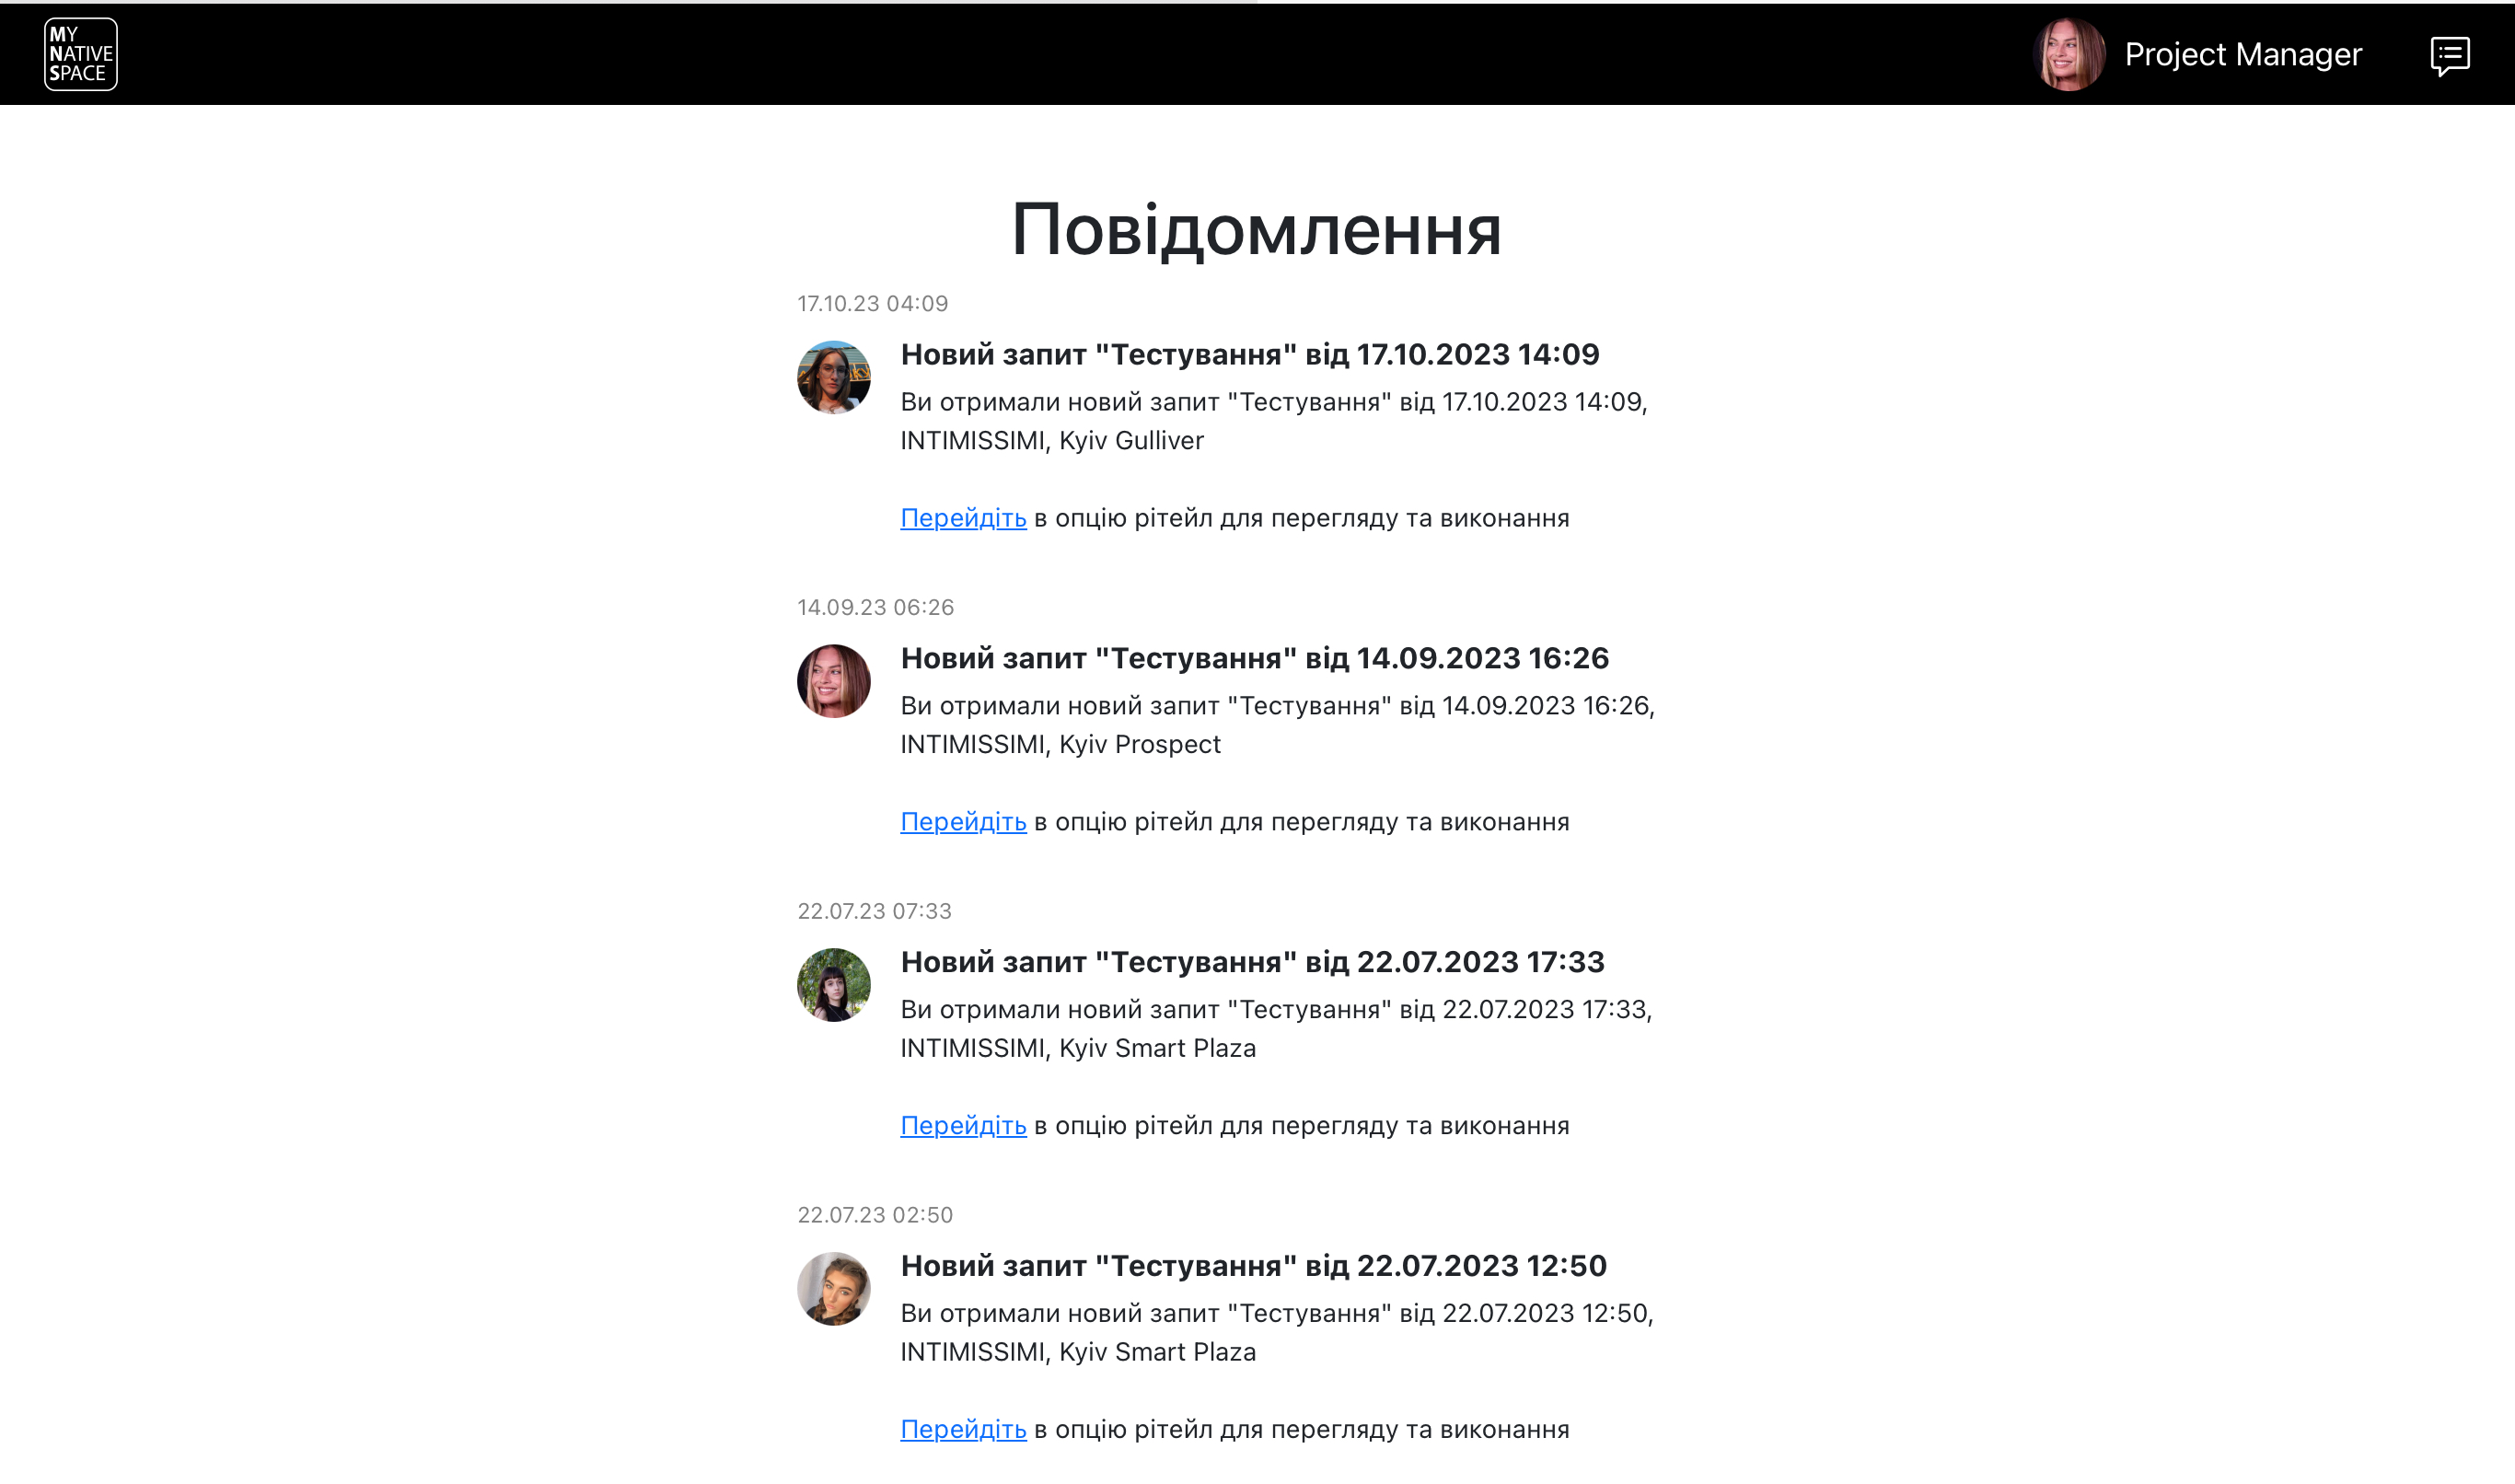 MY
NATIVE
SPACE
Project Manager
Повідомлення
17.10.23 04:09
Новий запит "Тестування" від 17.10.2023 14:09
Ви отримали новий запит "Тестування" від 17.10.2023 14:09,
INTIMISSIMI, Kyiv Gulliver
Перейдіть в опцію рітейл для перегляду та виконання
14.09.23 06:26
Новий запит "Тестування" від 14.09.2023 16:26
Ви отримали новий запит "Тестування" від 14.09.2023 16:26,
INTIMISSIMI, Kyiv Prospect
Перейдіть в опцію рітейл для перегляду та виконання
22.07.23 07:33
Новий запит "Тестування" від 22.07.2023 17:33
Ви отримали новий запит "Тестування" від 22.07.2023 17:33,
INTIMISSIMI, Kyiv Smart Plaza
Перейдіть в опцію рітейл для перегляду та виконання
22.07.23 02:50
Новий запит "Тестування" від 22.07.2023 12:50
Ви отримали новий запит "Тестування" від 22.07.2023 12:50,
INTIMISSIMI, Kyiv Smart Plaza
Перейдіть в опцію рітейл для перегляду та виконання